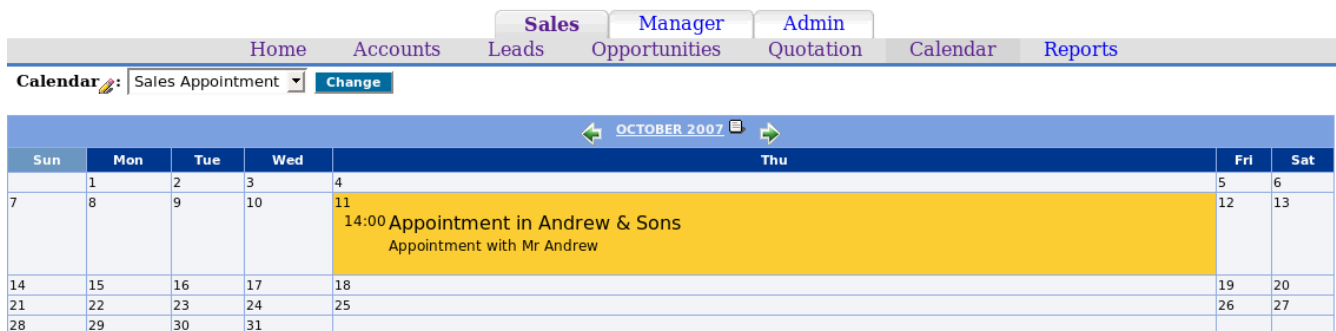 Sales Manager Admin
Home Accounts Leads Opportunities Quotation Calendar Reports
Calendar : Sales Appointment Change
OCTOBER 2007
Sun Mon Tue Wed Thu Fri Sat
1 2 3 4 5 6
7 8 9 10 11 12 13
14:00 Appointment in Andrew & Sons
Appointment with Mr Andrew
14 15 16 17 18 19 20
21 22 23 24 25 26 27
28 29 30 31